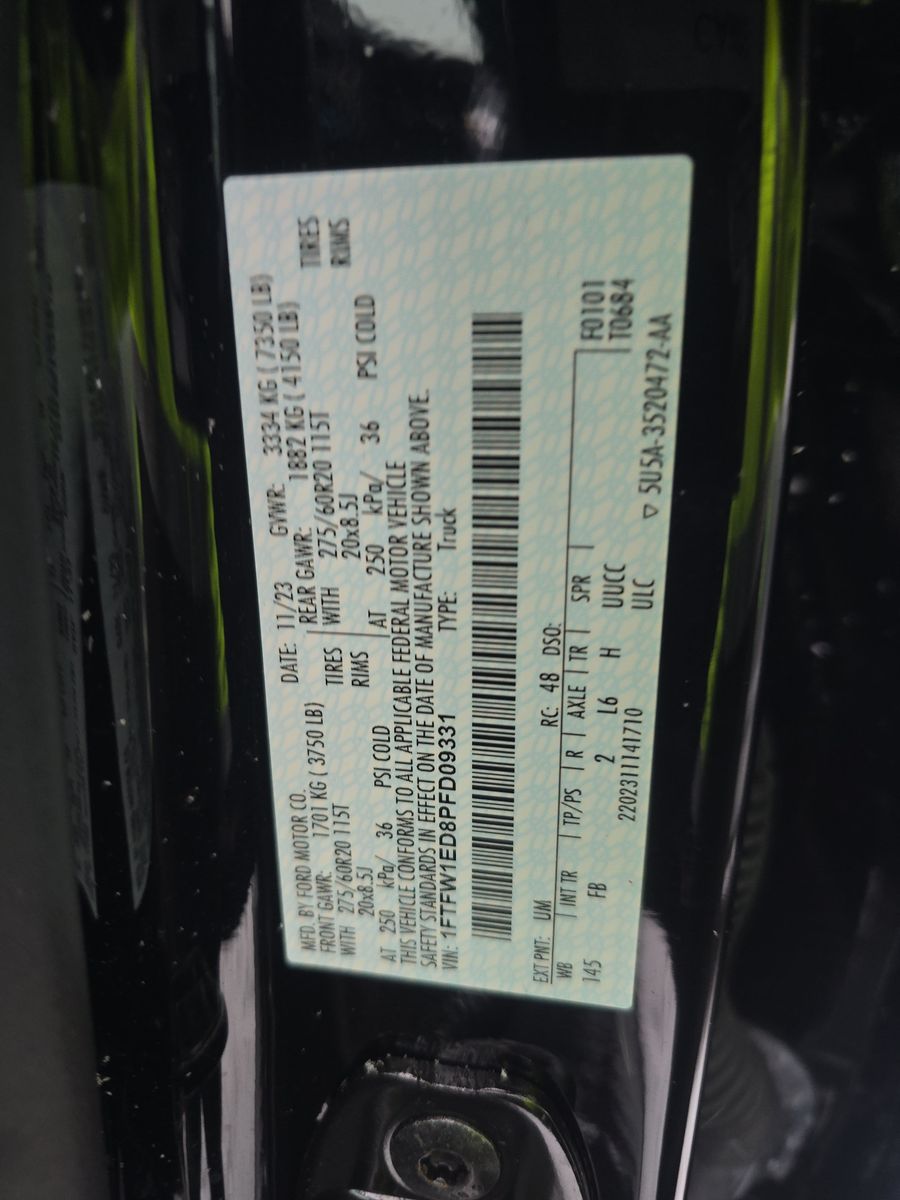 MFD. BY FORD MOTOR CO. DATE: 11/23 GVWR: 3334 KG ( 7350 LB)
FRONT GAWR: 1701 KG ( 3750 LB) REAR GAWR: 1882 KG ( 4150 LB)
WITH 275/60R20 115T TIRES WITH 275/60R20 115T TIRES
20x8.5J RIMS 20x8.5J RIMS
AT 250 kPa/ 36 PSI COLD AT 250 kPa/ 36 PSI COLD
THIS VEHICLE CONFORMS TO ALL APPLICABLE FEDERAL MOTOR VEHICLE
SAFETY STANDARDS IN EFFECT ON THE DATE OF MANUFACTURE SHOWN ABOVE.
VIN: 1FTFW1ED8PFD09331 TYPE: Truck
EXT PNT: UM RC: 48 DSO: F0101
WB INT TR TP/PS R AXLE TR SPR T0684
145 FB 2 L6 H UUCC
2202311141710 ULC ▽ 5U5A-3520472-AA